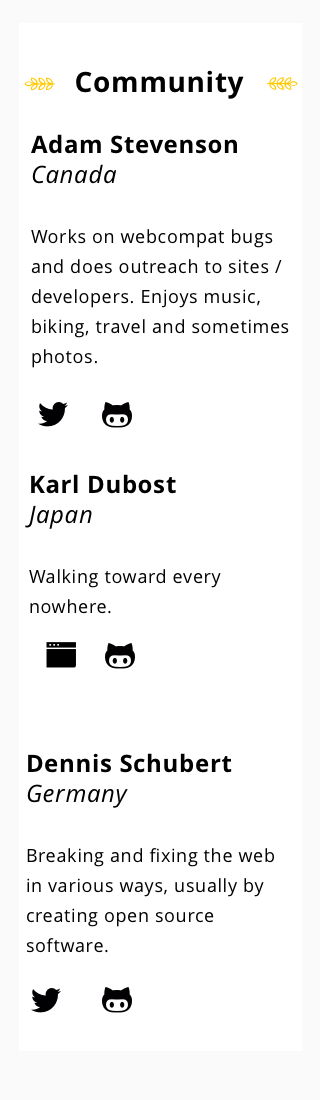 Community
Adam Stevenson
Canada
Works on webcompat bugs
and does outreach to sites /
developers. Enjoys music,
biking, travel and sometimes
photos.
Karl Dubost
Japan
Walking toward every
nowhere.
Dennis Schubert
Germany
Breaking and fixing the web
in various ways, usually by
creating open source
software.